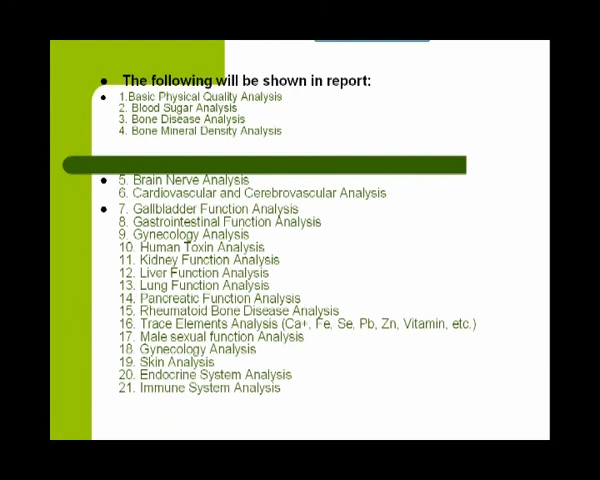 ● The following will be shown in report:
● 1.Basic Physical Quality Analysis
2. Blood Sugar Analysis
3. Bone Disease Analysis
4. Bone Mineral Density Analysis
● 5. Brain Nerve Analysis
6. Cardiovascular and Cerebrovascular Analysis
● 7. Gallbladder Function Analysis
8. Gastrointestinal Function Analysis
9. Gynecology Analysis
10. Human Toxin Analysis
11. Kidney Function Analysis
12. Liver Function Analysis
13. Lung Function Analysis
14. Pancreatic Function Analysis
15. Rheumatoid Bone Disease Analysis
16. Trace Elements Analysis (Ca+, Fe, Se, Pb, Zn, Vitamin, etc.)
17. Male sexual function Analysis
18. Gynecology Analysis
19. Skin Analysis
20. Endocrine System Analysis
21. Immune System Analysis